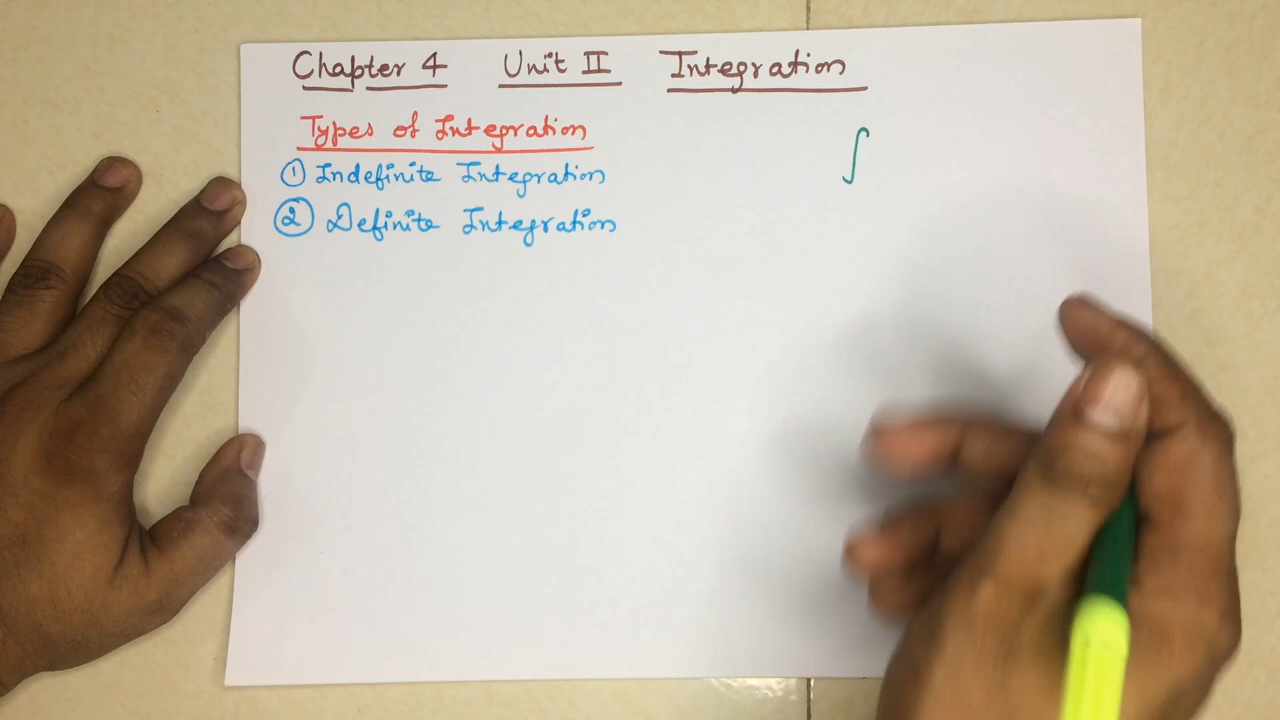 Chapter 4 Unit II Integration
Types of Integration
① Indefinite Integration
② Definite Integration
∫